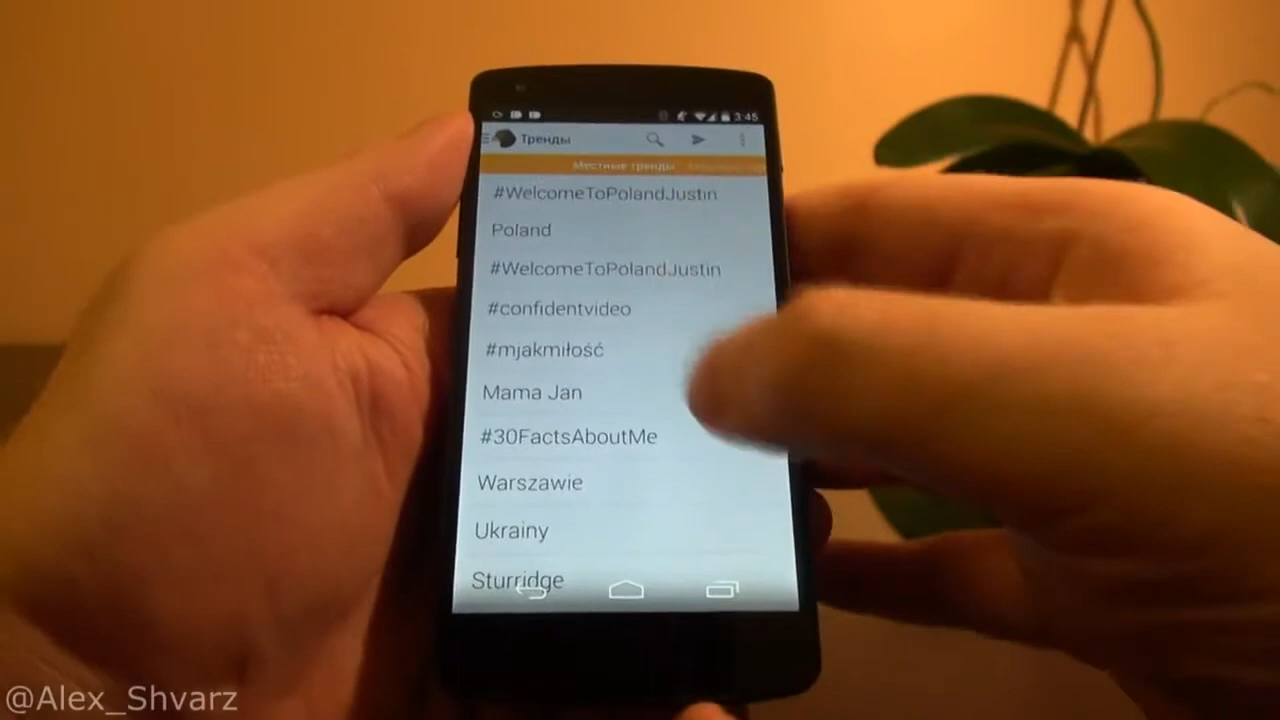 3:45
Тренды
Местные тренды
#WelcomeToPolandJustin
Poland
#WelcomeToPolandJustin
#confidentvideo
#mjakmiłość
Mama Jan
#30FactsAboutMe
Warszawie
Ukrainy
Sturridge
@Alex_Shvarz